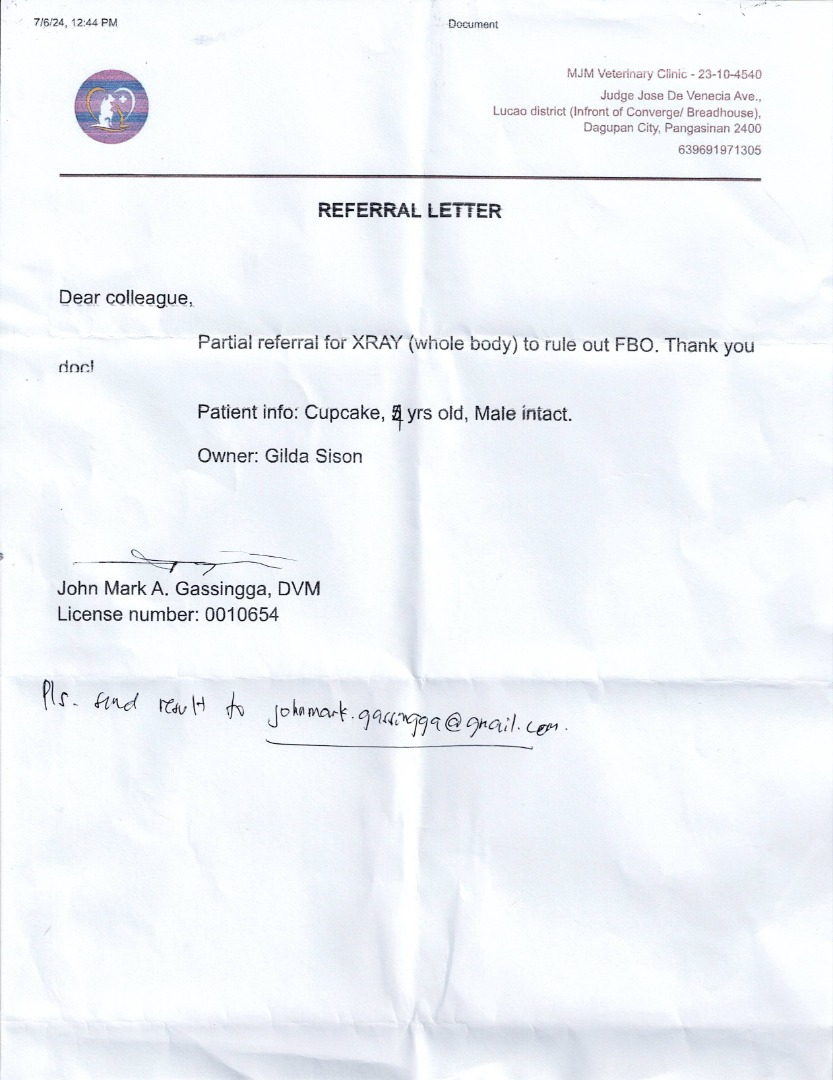 7/6/24, 12:44 PM
Document
MJM Veterinary Clinic - 23-10-4540
Judge Jose De Venecia Ave.,
Lucao district (Infront of Converge/ Breadhouse),
Dagupan City, Pangasinan 2400
639691971305
REFERRAL LETTER
Dear colleague,
Partial referral for XRAY (whole body) to rule out FBO. Thank you
doc!
Patient info: Cupcake, yrs old, Male intact.
Owner: Gilda Sison
John Mark A. Gassingga, DVM
License number: 0010654
Pls. send result to johnmark.gassingga@gmail.com.